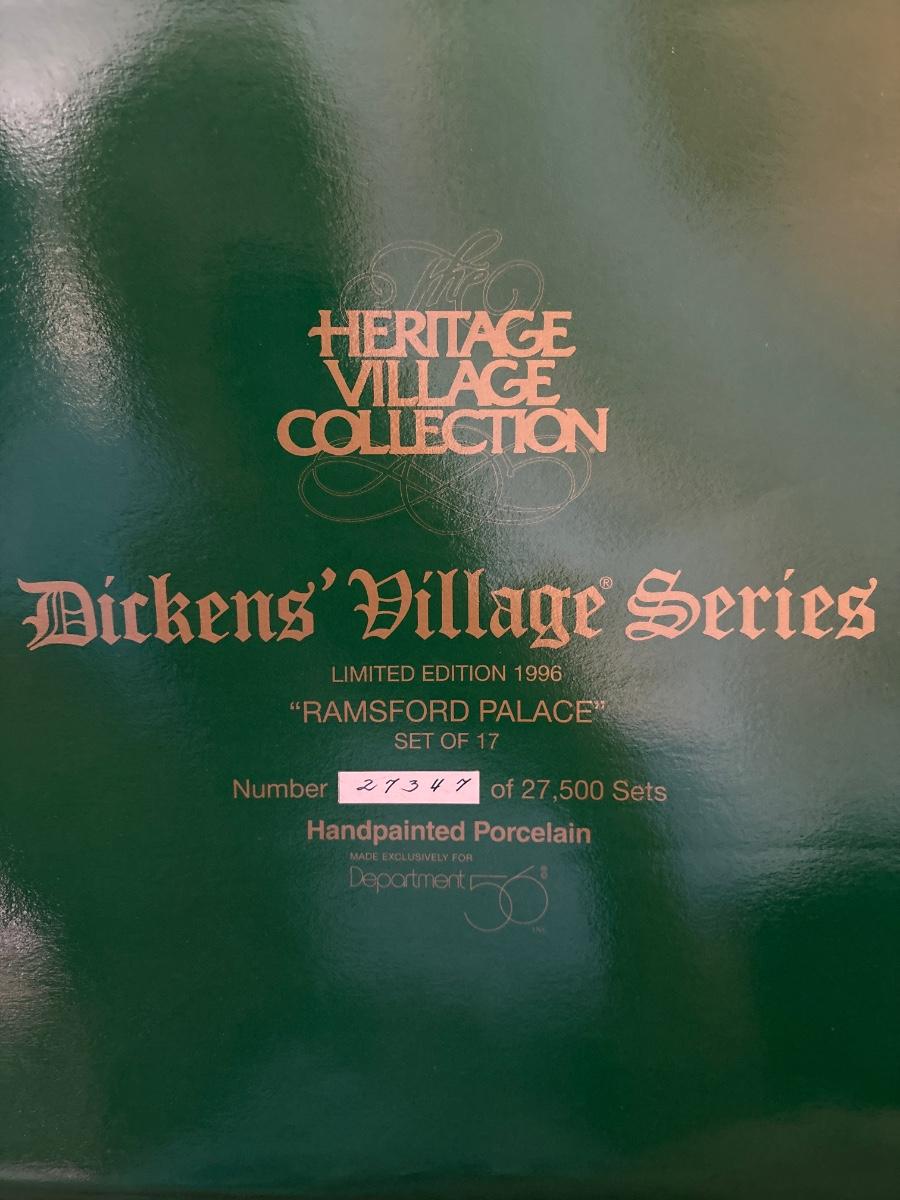 The
HERITAGE
VILLAGE
COLLECTION®
Dickens' Village® Series
LIMITED EDITION 1996
“RAMSFORD PALACE”
SET OF 17
Number 27347 of 27,500 Sets
Handpainted Porcelain
MADE EXCLUSIVELY FOR
Department 56®
INC.